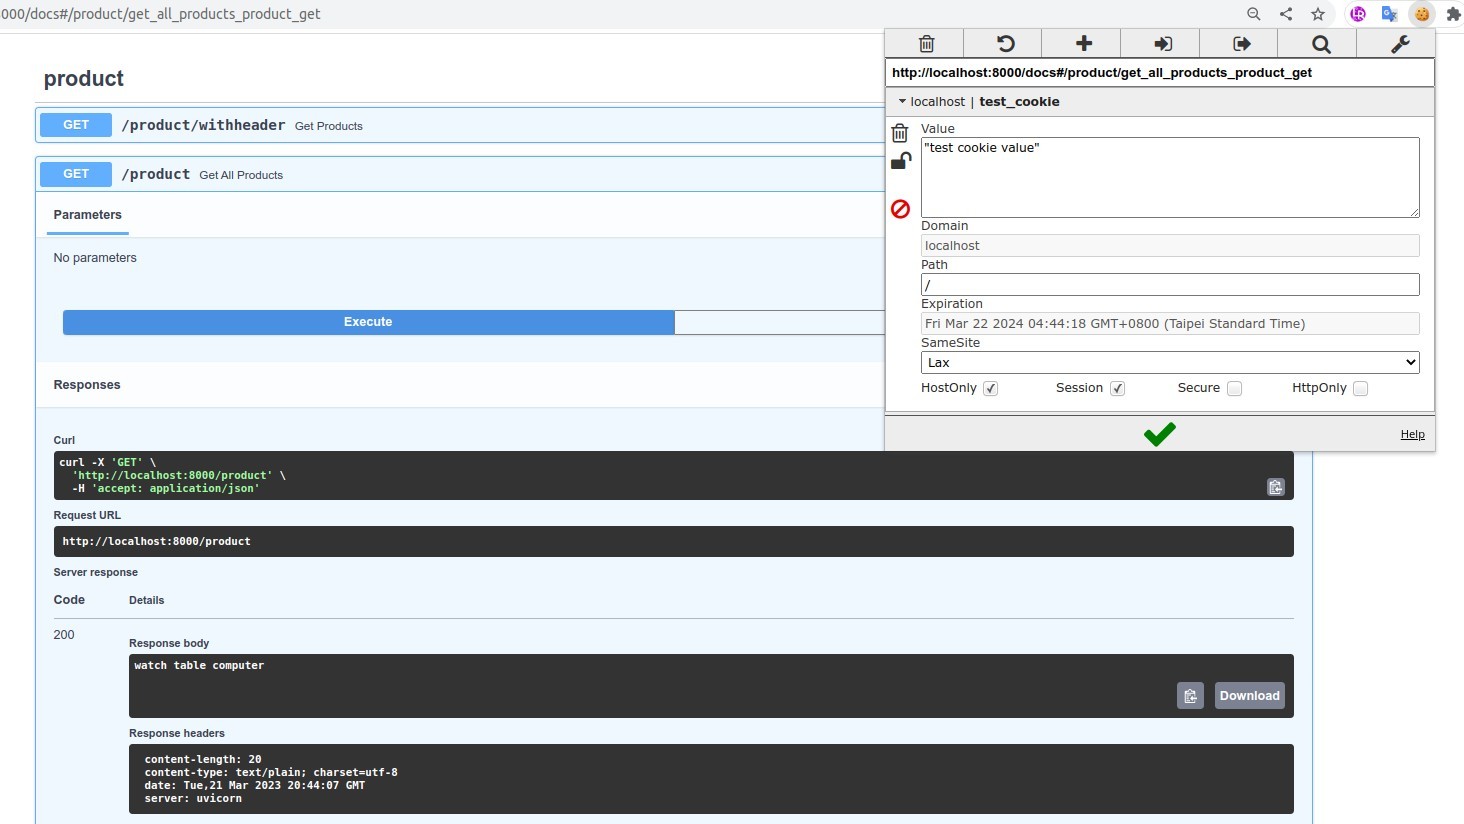 000/docs#/product/get_all_products_product_get
http://localhost:8000/docs#/product/get_all_products_product_get
localhost | test_cookie
Value
"test cookie value"
Domain
localhost
Path
/
Expiration
Fri Mar 22 2024 04:44:18 GMT+0800 (Taipei Standard Time)
SameSite
Lax
HostOnly Session Secure HttpOnly
Help
product
GET /product/withheader Get Products
GET /product Get All Products
Parameters
No parameters
Execute
Responses
Curl
curl -X 'GET' \
'http://localhost:8000/product' \
-H 'accept: application/json'
Request URL
http://localhost:8000/product
Server response
Code Details
200
Response body
watch table computer
Download
Response headers
content-length: 20
content-type: text/plain; charset=utf-8
date: Tue,21 Mar 2023 20:44:07 GMT
server: uvicorn